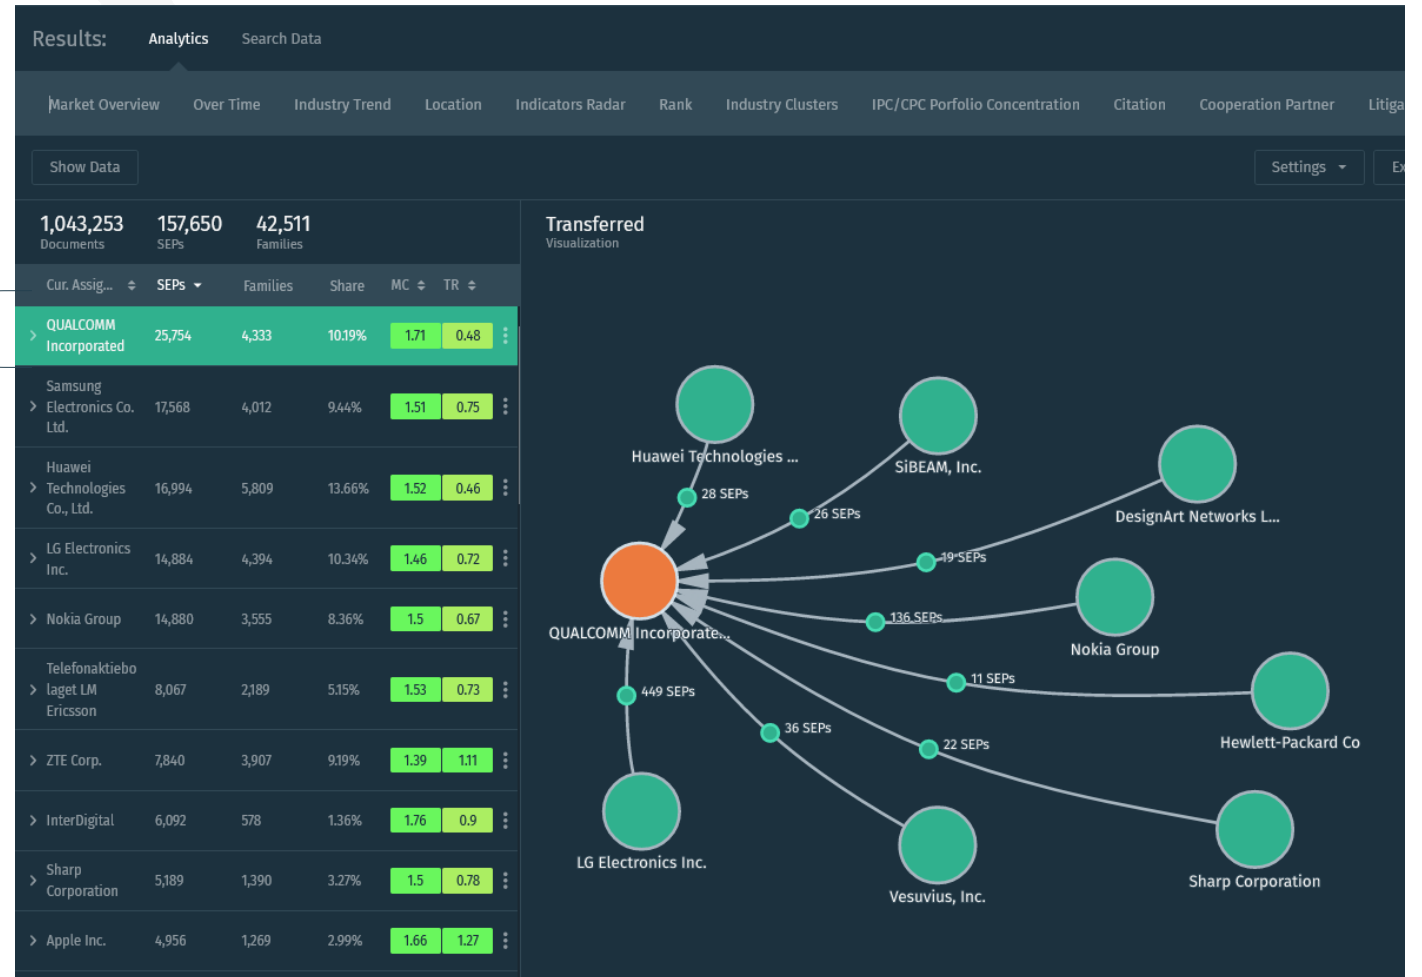 Results: Analytics Search Data
Market Overview Over Time Industry Trend Location Indicators Radar Rank Industry Clusters IPC/CPC Porfolio Concentration Citation Cooperation Partner Litiga
Show Data Settings Ex
1,043,253 157,650 42,511
Documents SEPs Families
Transferred
Visualization
Cur. Assig... SEPs Families Share MC TR
QUALCOMM
Incorporated
25,754 4,333 10.19% 1.71 0.48
Samsung
Electronics Co.
Ltd.
17,568 4,012 9.44% 1.51 0.75
Huawei
Technologies
Co., Ltd.
16,994 5,809 13.66% 1.52 0.46
LG Electronics
Inc.
14,884 4,394 10.34% 1.46 0.72
Nokia Group 14,880 3,555 8.36% 1.5 0.67
Telefonaktiebo
laget LM
Ericsson
8,067 2,189 5.15% 1.53 0.73
ZTE Corp. 7,840 3,907 9.19% 1.39 1.11
InterDigital 6,092 578 1.36% 1.76 0.9
Sharp
Corporation
5,189 1,390 3.27% 1.5 0.78
Apple Inc. 4,956 1,269 2.99% 1.66 1.27
Huawei Technologies ...
SiBEAM, Inc.
28 SEPs
26 SEPs
DesignArt Networks L...
19 SEPs
136 SEPs
QUALCOMM Incorporate...
Nokia Group
11 SEPs
449 SEPs
36 SEPs
22 SEPs
Hewlett-Packard Co
LG Electronics Inc.
Sharp Corporation
Vesuvius, Inc.